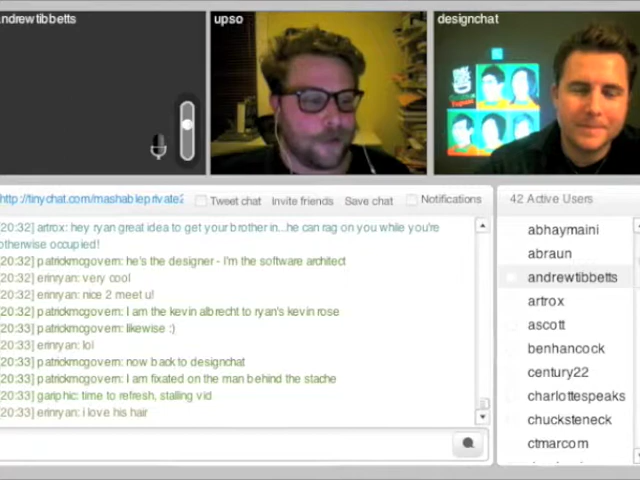 andrewtibbetts
upso
designchat
http://tinychat.com/mashableprivate2
Tweet chat
Invite friends
Save chat
Notifications
42 Active Users
[20:32] artrox: hey ryan great idea to get your brother in...he can rag on you while you're
otherwise occupied!
[20:32] patrickmcgovern: he's the designer - I'm the software architect
[20:32] erinryan: very cool
[20:32] erinryan: nice 2 meet u!
[20:32] patrickmcgovern: I am the kevin albrecht to ryan's kevin rose
[20:33] patrickmcgovern: likewise :)
[20:33] erinryan: lol
[20:33] patrickmcgovern: now back to designchat
[20:33] patrickmcgovern: I am fixated on the man behind the stache
[20:33] gariphic: time to refresh, stalling vid
[20:33] erinryan: i love his hair
abhaymaini
abraun
andrewtibbetts
artrox
ascott
benhancock
century22
charlottespeaks
chucksteneck
ctmarcom